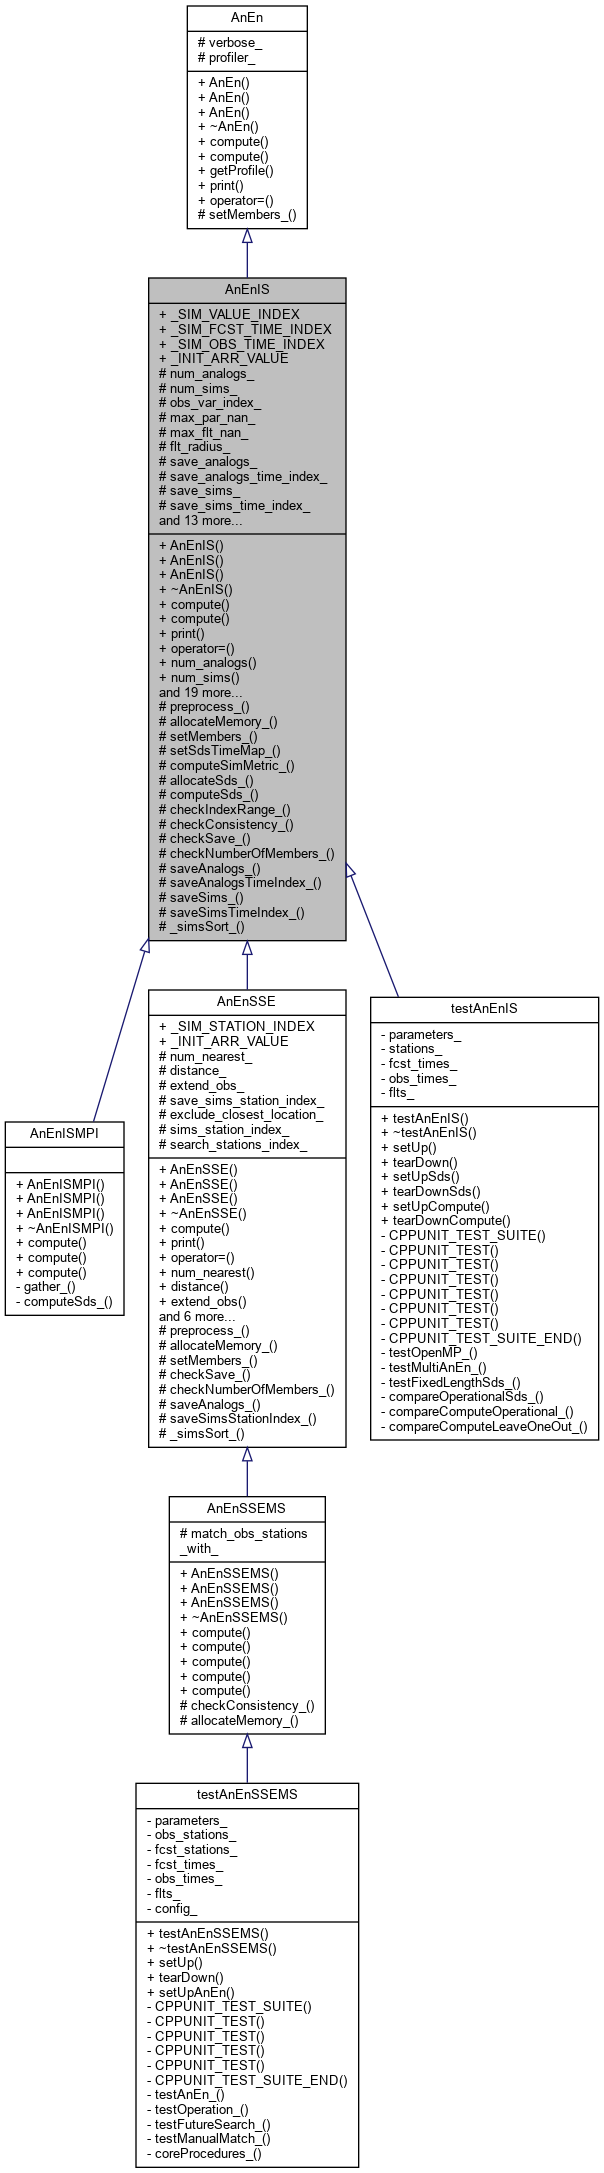 AnEn
# verbose_
# profiler_
+ AnEn()
+ AnEn()
+ AnEn()
+ ~AnEn()
+ compute()
+ compute()
+ getProfile()
+ print()
+ operator=()
# setMembers_()
AnEnIS
+ _SIM_VALUE_INDEX
+ _SIM_FCST_TIME_INDEX
+ _SIM_OBS_TIME_INDEX
+ _INIT_ARR_VALUE
# num_analogs_
# num_sims_
# obs_var_index_
# max_par_nan_
# max_flt_nan_
# flt_radius_
# save_analogs_
# save_analogs_time_index_
# save_sims_
# save_sims_time_index_
and 13 more...
+ AnEnIS()
+ AnEnIS()
+ AnEnIS()
+ ~AnEnIS()
+ compute()
+ compute()
+ print()
+ operator=()
+ num_analogs()
+ num_sims()
and 19 more...
# preprocess_()
# allocateMemory_()
# setMembers_()
# setSdsTimeMap_()
# computeSimMetric_()
# allocateSds_()
# computeSds_()
# checkIndexRange_()
# checkConsistency_()
# checkSave_()
# checkNumberOfMembers_()
# saveAnalogs_()
# saveAnalogsTimeIndex_()
# saveSims_()
# saveSimsTimeIndex_()
# _simsSort_()
AnEnISMPI
+ AnEnISMPI()
+ AnEnISMPI()
+ AnEnISMPI()
+ ~AnEnISMPI()
+ compute()
+ compute()
+ compute()
- gather_()
- computeSds_()
AnEnSSE
+ _SIM_STATION_INDEX
+ _INIT_ARR_VALUE
# num_nearest_
# distance_
# extend_obs_
# save_sims_station_index_
# exclude_closest_location_
# sims_station_index_
# search_stations_index_
+ AnEnSSE()
+ AnEnSSE()
+ AnEnSSE()
+ ~AnEnSSE()
+ compute()
+ print()
+ operator=()
+ num_nearest()
+ distance()
+ extend_obs()
and 6 more...
# preprocess_()
# allocateMemory_()
# setMembers_()
# checkSave_()
# checkNumberOfMembers_()
# saveAnalogs_()
# saveSimsStationIndex_()
# _simsSort_()
testAnEnIS
- parameters_
- stations_
- fcst_times_
- obs_times_
- flts_
+ testAnEnIS()
+ ~testAnEnIS()
+ setUp()
+ tearDown()
+ setUpSds()
+ tearDownSds()
+ setUpCompute()
+ tearDownCompute()
- CPPUNIT_TEST_SUITE()
- CPPUNIT_TEST()
- CPPUNIT_TEST()
- CPPUNIT_TEST()
- CPPUNIT_TEST()
- CPPUNIT_TEST()
- CPPUNIT_TEST()
- CPPUNIT_TEST_SUITE_END()
- testOpenMP_()
- testMultiAnEn_()
- testFixedLengthSds_()
- compareOperationalSds_()
- compareComputeOperational_()
- compareComputeLeaveOneOut_()
AnEnSSEMS
# match_obs_stations
_with_
+ AnEnSSEMS()
+ AnEnSSEMS()
+ AnEnSSEMS()
+ ~AnEnSSEMS()
+ compute()
+ compute()
+ compute()
+ compute()
+ compute()
# checkConsistency_()
# allocateMemory_()
testAnEnSSEMS
- parameters_
- obs_stations_
- fcst_stations_
- fcst_times_
- obs_times_
- flts_
- config_
+ testAnEnSSEMS()
+ ~testAnEnSSEMS()
+ setUp()
+ tearDown()
+ setUpAnEn()
- CPPUNIT_TEST_SUITE()
- CPPUNIT_TEST()
- CPPUNIT_TEST()
- CPPUNIT_TEST()
- CPPUNIT_TEST()
- CPPUNIT_TEST_SUITE_END()
- testAnEn_()
- testOperation_()
- testFutureSearch_()
- testManualMatch_()
- coreProcedures_()